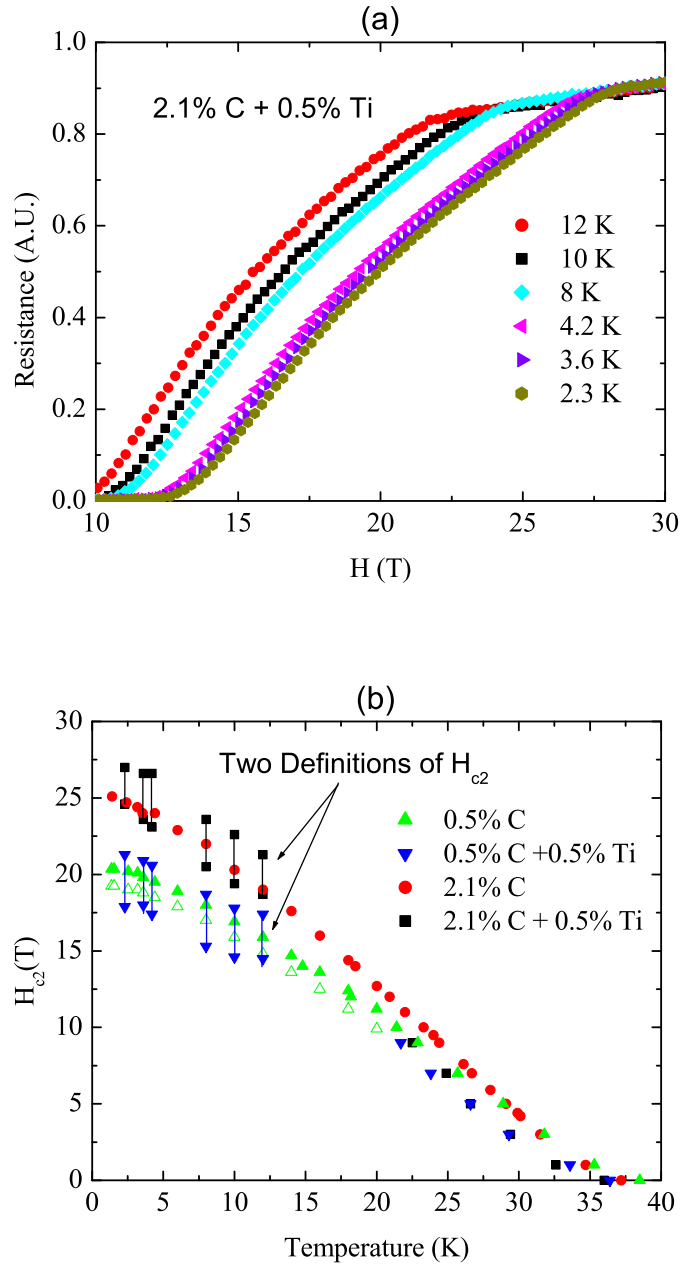 (a)
1.0
0.8
0.6
0.4
0.2
0.0
Resistance (A.U.)
2.1% C + 0.5% Ti
12 K
10 K
8 K
4.2 K
3.6 K
2.3 K
10 15 20 25 30
H (T)
(b)
30
25
20
15
10
5
0
H_c2(T)
Two Definitions of H_c2
0.5% C
0.5% C +0.5% Ti
2.1% C
2.1% C + 0.5% Ti
0 5 10 15 20 25 30 35 40
Temperature (K)